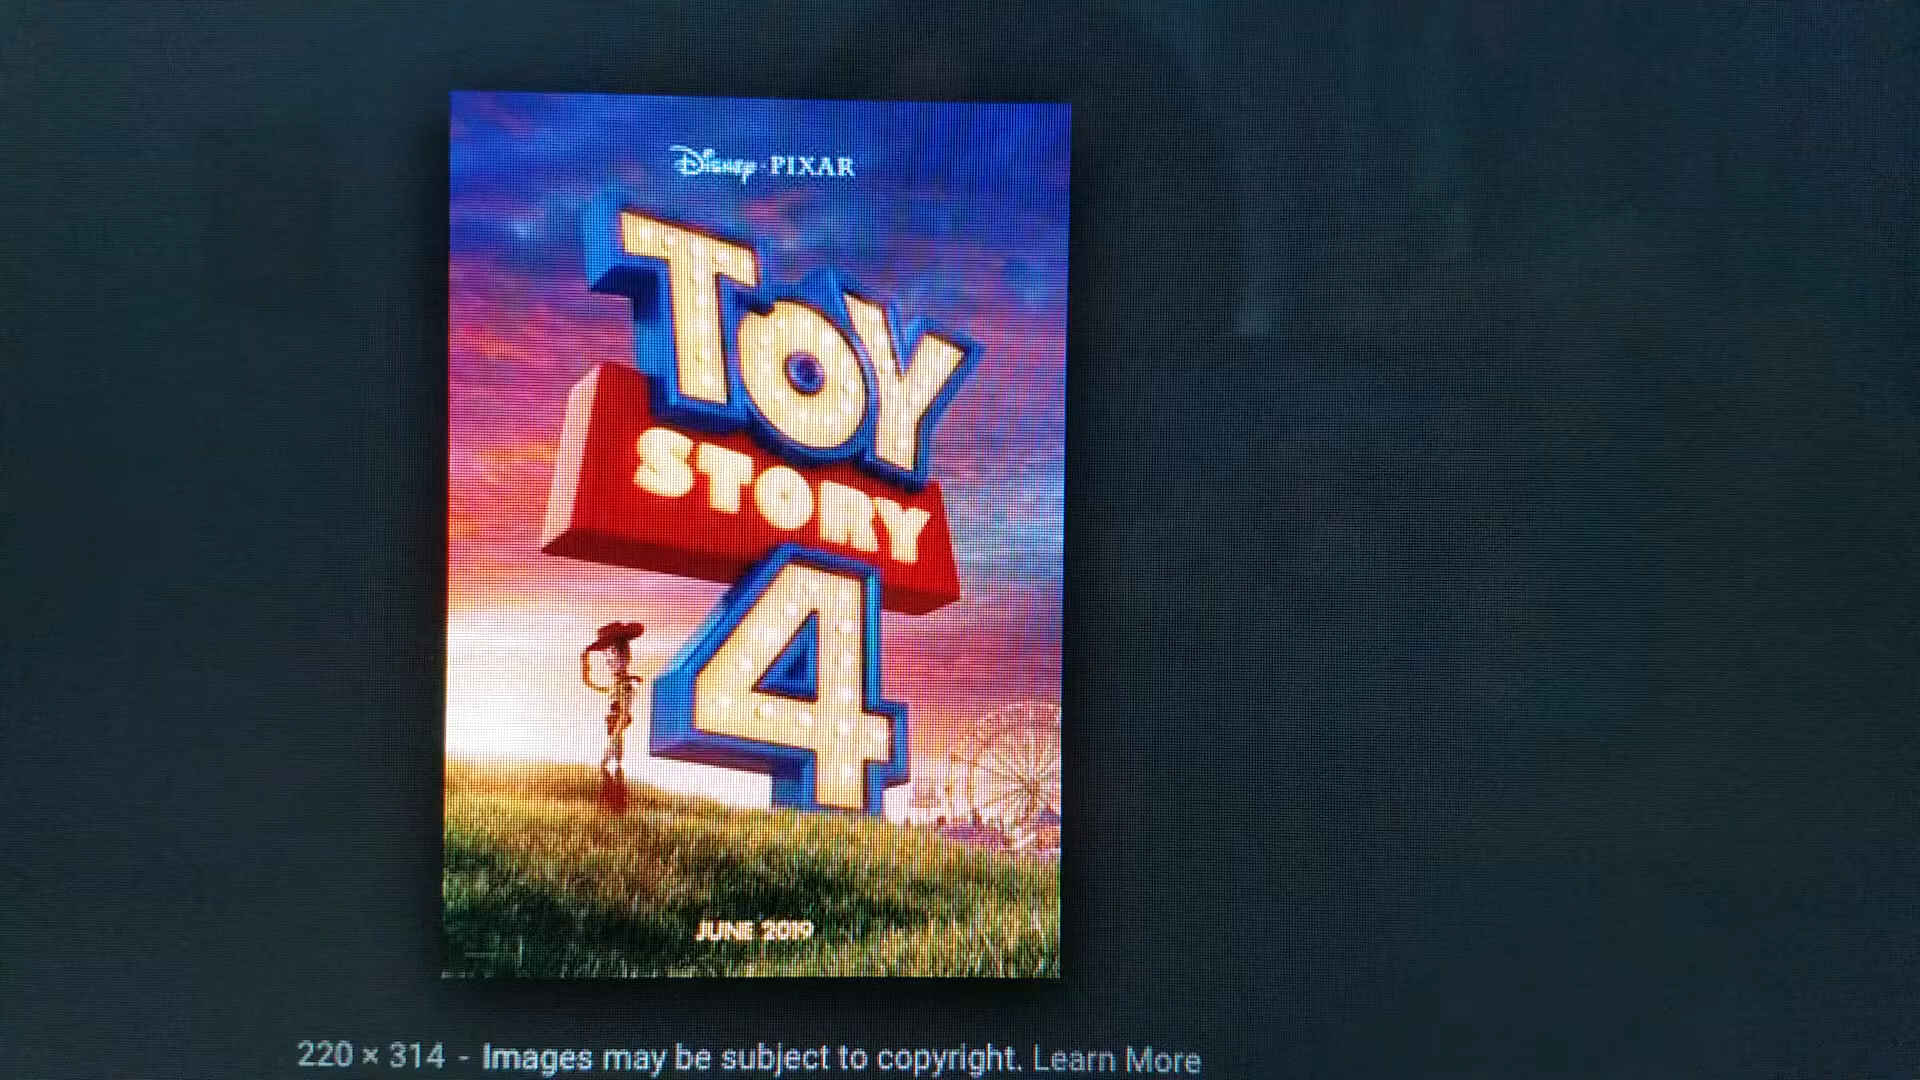 Disney·PIXAR
TOY
STORY
4
JUNE 2019
220 × 314 - Images may be subject to copyright. Learn More